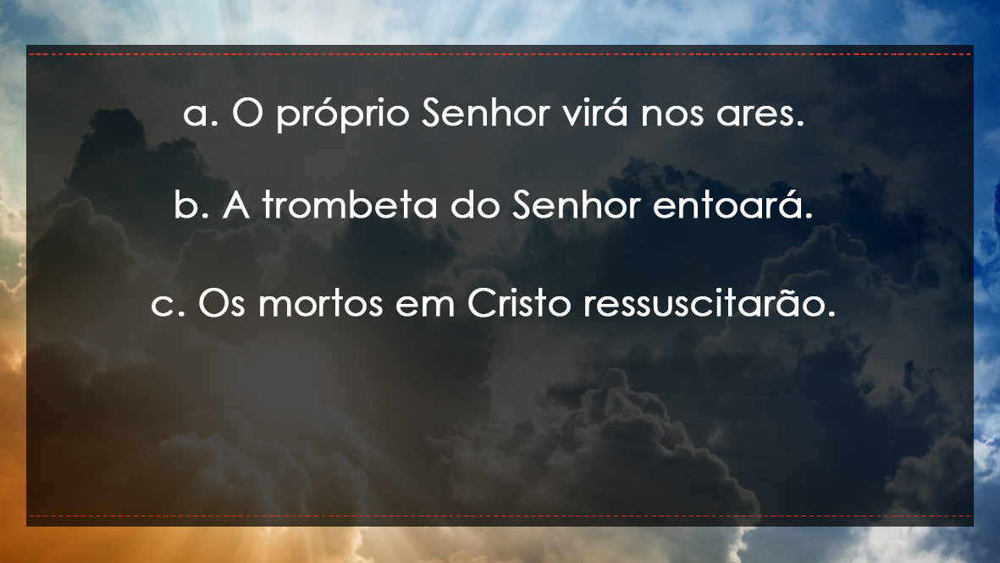 a. O próprio Senhor virá nos ares.
b. A trombeta do Senhor entoará.
c. Os mortos em Cristo ressuscitarão.